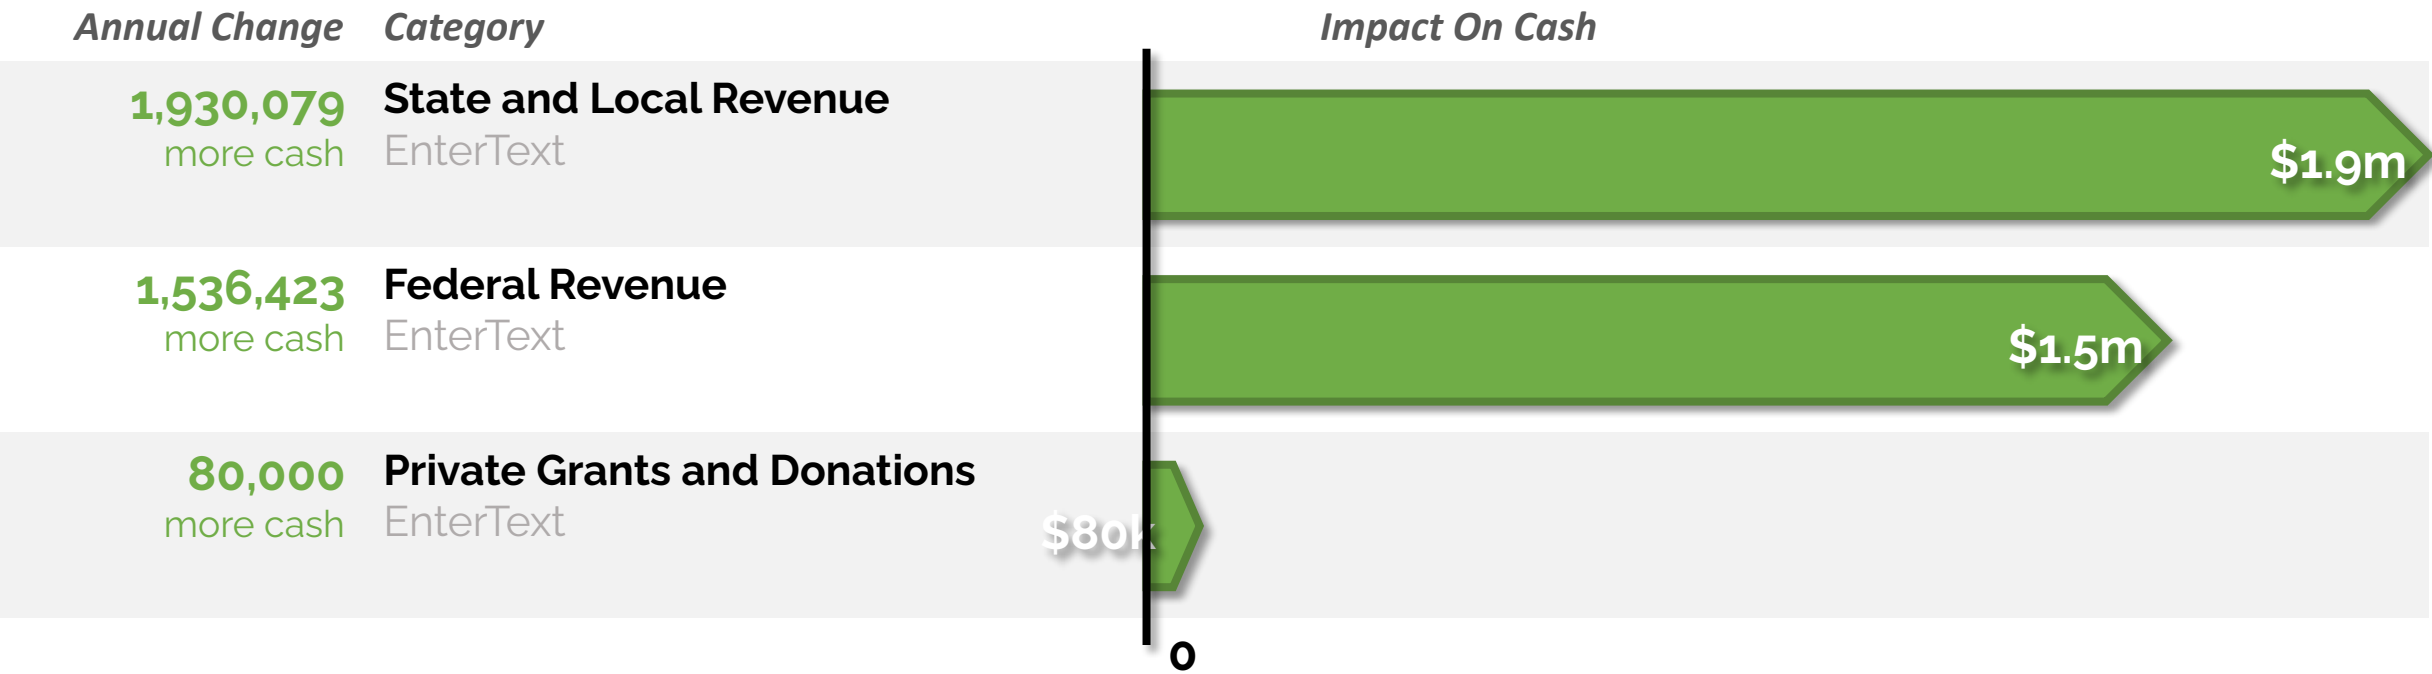 Annual Change Category Impact On Cash
1,930,079 State and Local Revenue
more cash EnterText
$1.9m
1,536,423 Federal Revenue
more cash EnterText
$1.5m
80,000 Private Grants and Donations
more cash EnterText
$80k
0